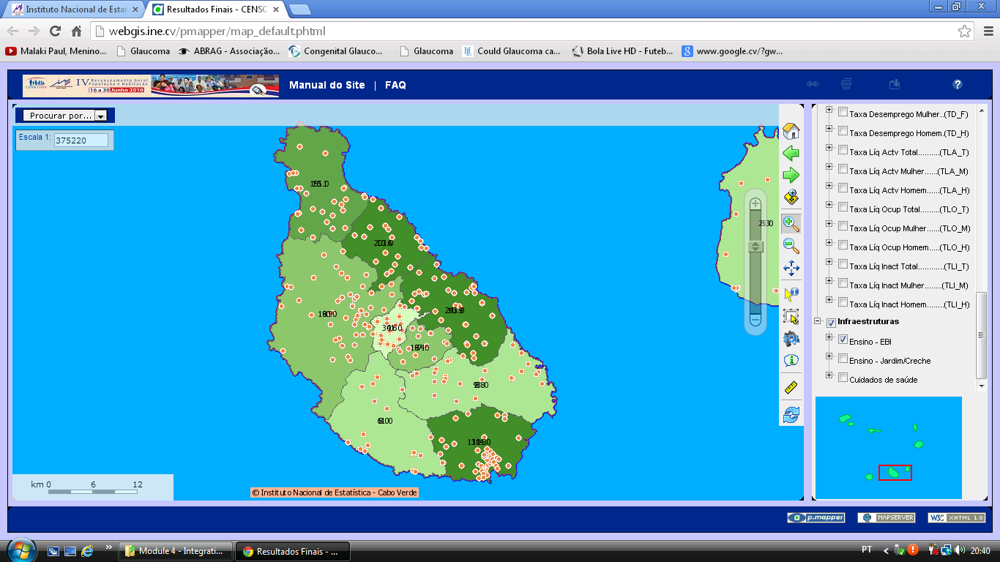 Instituto Nacional de Estat
Resultados Finais - CENSO
webgis.ine.cv/pmapper/map_default.phtml
Malaki Paul, Menino...
Glaucoma
ABRAG - Associação...
Congenital Glauco...
Glaucoma
Could Glaucoma ca...
Bola Live HD - Futeb...
www.google.cv/?gw...
IV Recenseamento Geral
População e Habitação
16 a 30 Junho 2010
Manual do Site | FAQ
Procurar por...
Escala 1: 375220
Taxa Desemprego Mulher..(TD_F)
Taxa Desemprego Homem.(TD_H)
Taxa Líq Actv Total..........(TLA_T)
Taxa Líq Actv Mulher......(TLA_M)
Taxa Líq Actv Homem......(TLA_H)
Taxa Líq Ocup Total.........(TLO_T)
Taxa Líq Ocup Mulher.....(TLO_M)
Taxa Líq Ocup Homem....(TLO_H)
Taxa Líq Inact Total...........(TLI_T)
Taxa Líq Inact Mulher .......(TLI_M)
Taxa Líq Inact Homem........(TLI_H)
Infraestruturas
Ensino - EBI
Ensino - Jardim/Creche
Cuidados de saúde
km 0 6 12
© Instituto Nacional de Estatística - Cabo Verde
p.mapper
MAPSERVER
W3C XHTML 1.0
Module 4 - Integrati...
Resultados Finais - ...
PT
20:40